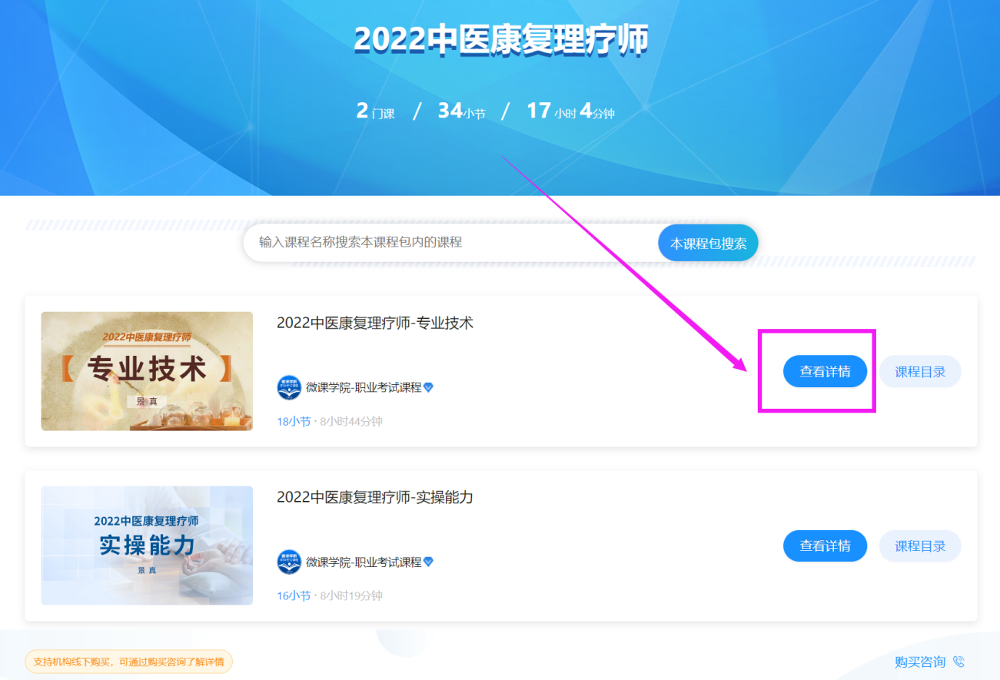 2022中医康复理疗师
2门课 / 34小节 / 17小时4分钟
输入课程名称搜索本课程包内的课程
本课程包搜索
2022中医康复理疗师
【专业技术】
景真
2022中医康复理疗师-专业技术
微课学院-职业考试课程
18小节·8小时44分钟
查看详情
课程目录
2022中医康复理疗师
实操能力
景真
2022中医康复理疗师-实操能力
微课学院-职业考试课程
16小节·8小时19分钟
查看详情
课程目录
支持机构线下购买，可通过购买咨询了解详情
购买咨询